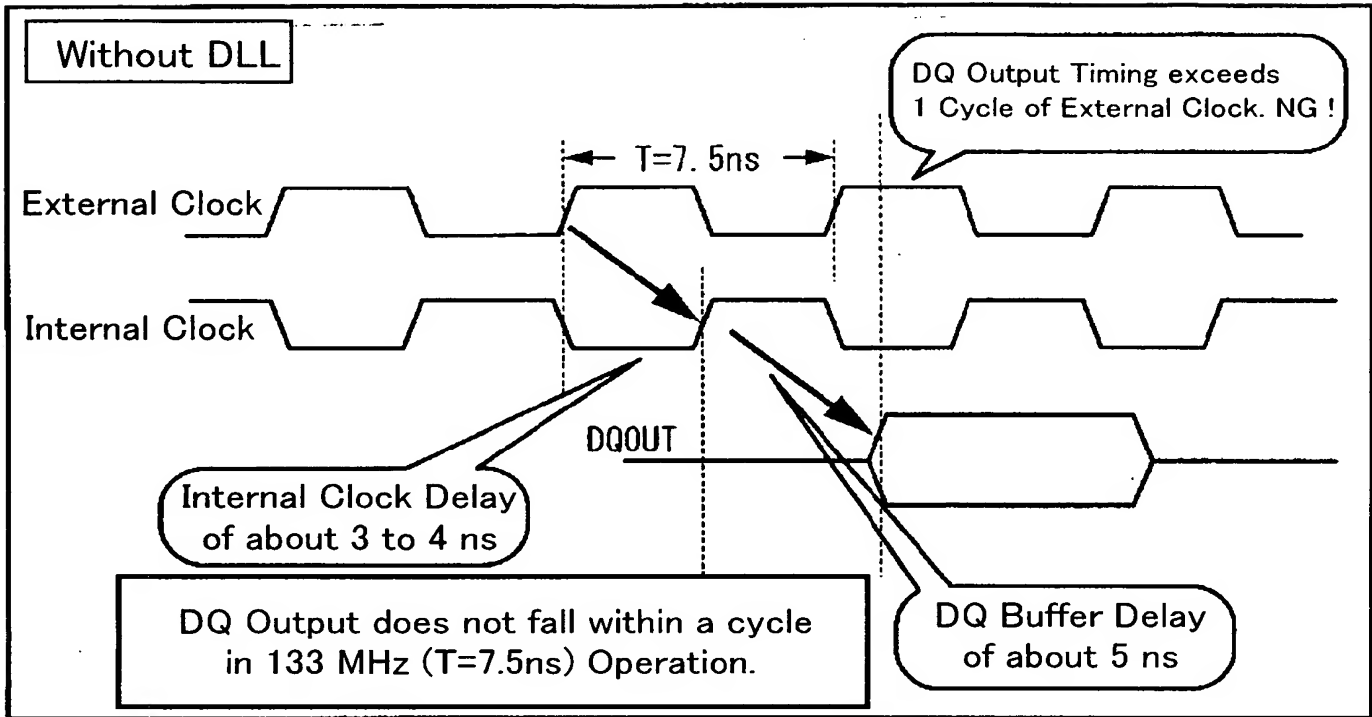 Without DLL
DQ Output Timing exceeds
1 Cycle of External Clock. NG !
T=7.5ns
External Clock
Internal Clock
DQOUT
Internal Clock Delay
of about 3 to 4 ns
DQ Output does not fall within a cycle
in 133 MHz (T=7.5ns) Operation.
DQ Buffer Delay
of about 5 ns